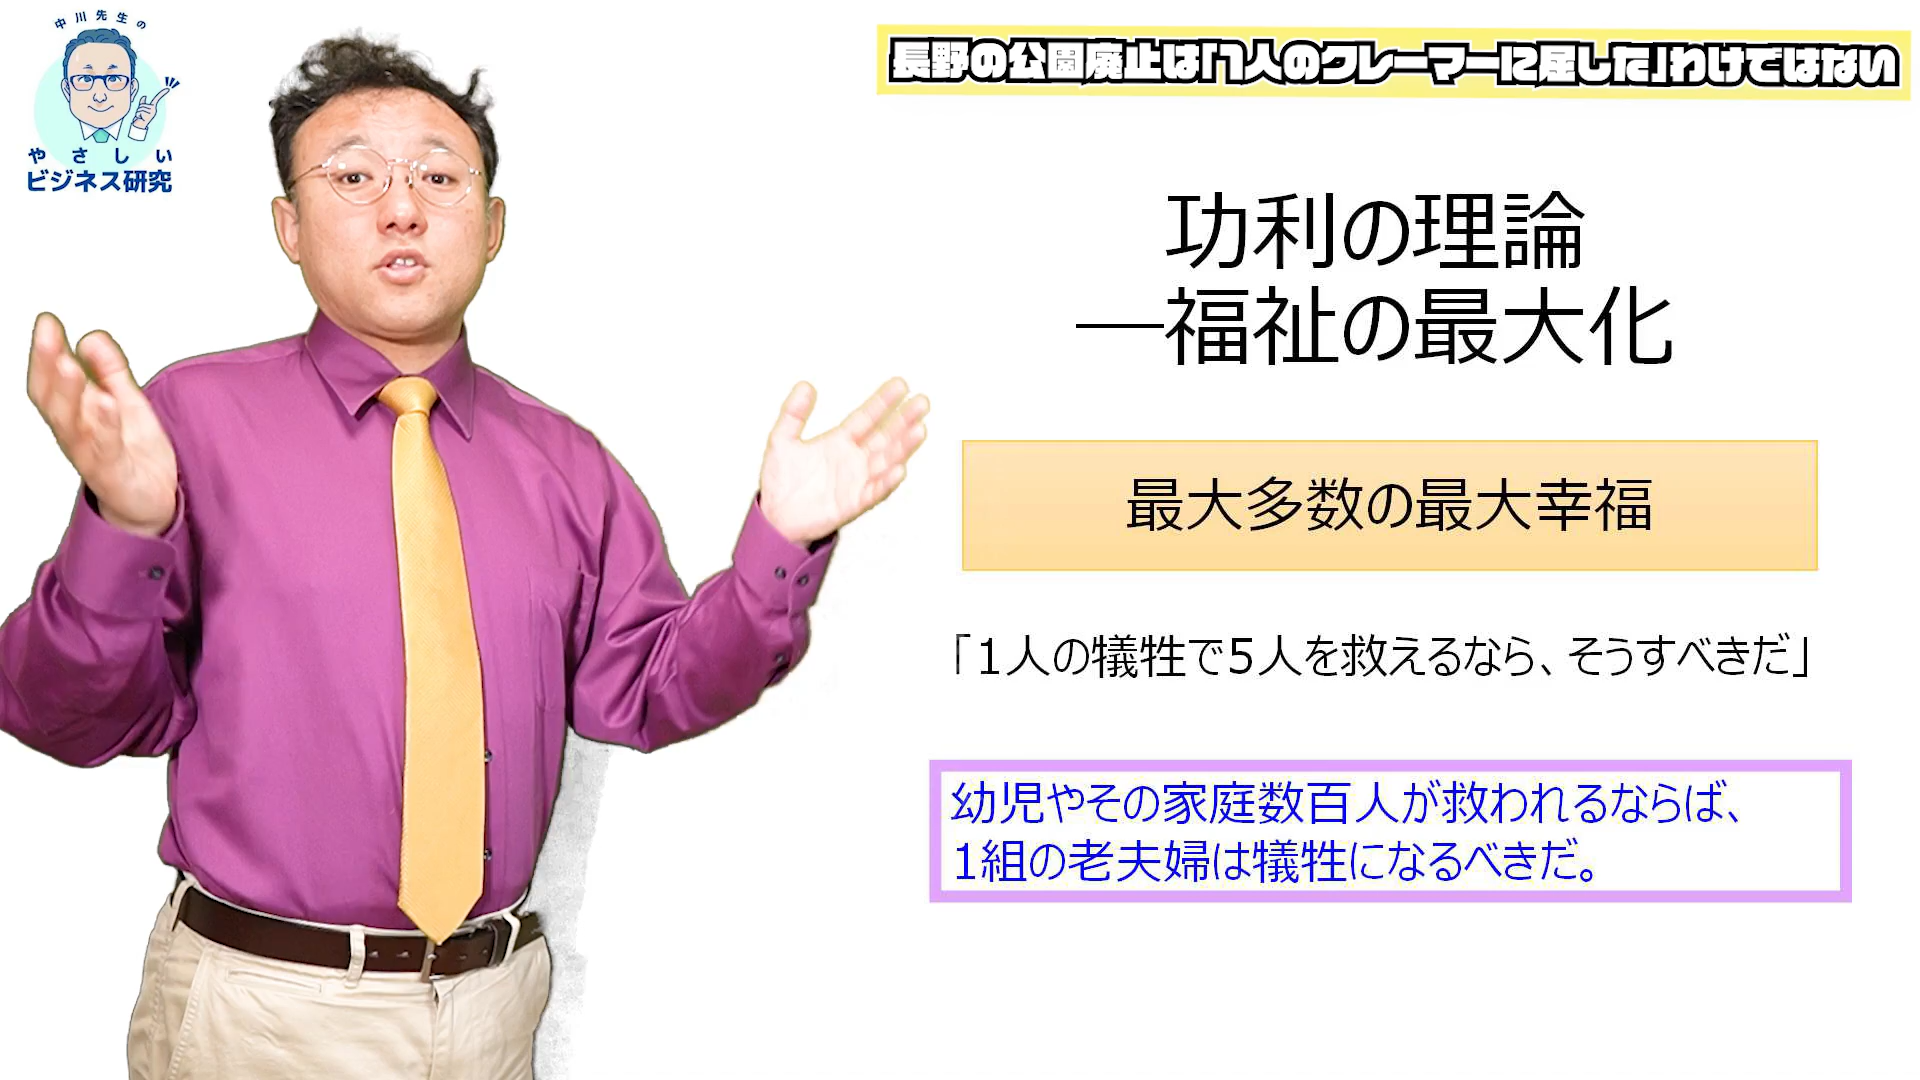 中川先生の
やさしい
ビジネス研究
長野の公園廃止は「1人のクレーマーに屈した」わけではない
功利の理論
―福祉の最大化
最大多数の最大幸福
「1人の犠牲で5人を救えるなら、そうすべきだ」
幼児やその家庭数百人が救われるならば、
1組の老夫婦は犠牲になるべきだ。